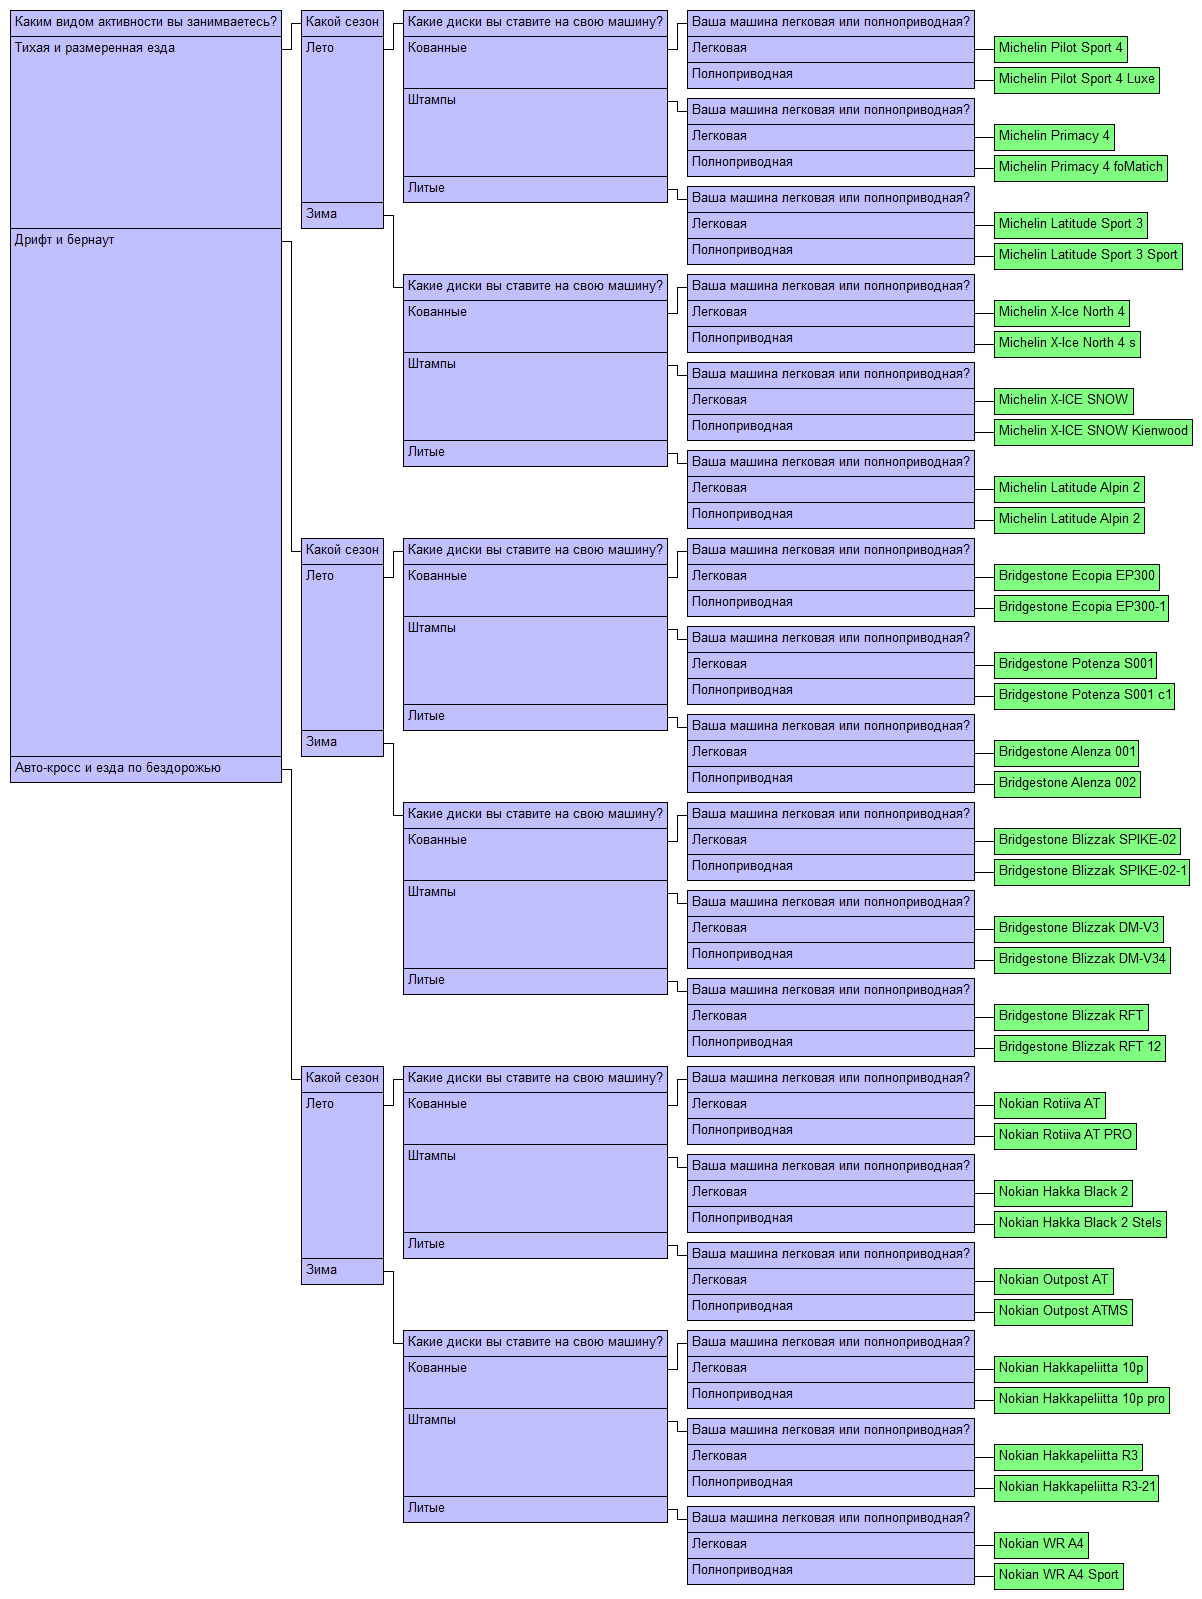 Каким видом активности вы занимваетесь?
Тихая и размеренная езда
Дрифт и бернаут
Авто-кросс и езда по бездорожью
Какой сезон
Лето
Зима
Какие диски вы ставите на свою машину?
Кованные
Штампы
Литые
Ваша машина легковая или полноприводная?
Легковая
Полноприводная
Michelin Pilot Sport 4
Michelin Pilot Sport 4 Luxe
Ваша машина легковая или полноприводная?
Легковая
Полноприводная
Michelin Primacy 4
Michelin Primacy 4 foMatich
Ваша машина легковая или полноприводная?
Легковая
Полноприводная
Michelin Latitude Sport 3
Michelin Latitude Sport 3 Sport
Какие диски вы ставите на свою машину?
Кованные
Штампы
Литые
Ваша машина легковая или полноприводная?
Легковая
Полноприводная
Michelin X-Ice North 4
Michelin X-Ice North 4 s
Ваша машина легковая или полноприводная?
Легковая
Полноприводная
Michelin X-ICE SNOW
Michelin X-ICE SNOW Kienwood
Ваша машина легковая или полноприводная?
Легковая
Полноприводная
Michelin Latitude Alpin 2
Michelin Latitude Alpin 2
Какой сезон
Лето
Зима
Какие диски вы ставите на свою машину?
Кованные
Штампы
Литые
Ваша машина легковая или полноприводная?
Легковая
Полноприводная
Bridgestone Ecopia EP300
Bridgestone Ecopia EP300-1
Ваша машина легковая или полноприводная?
Легковая
Полноприводная
Bridgestone Potenza S001
Bridgestone Potenza S001 c1
Ваша машина легковая или полноприводная?
Легковая
Полноприводная
Bridgestone Alenza 001
Bridgestone Alenza 002
Какие диски вы ставите на свою машину?
Кованные
Штампы
Литые
Ваша машина легковая или полноприводная?
Легковая
Полноприводная
Bridgestone Blizzak SPIKE-02
Bridgestone Blizzak SPIKE-02-1
Ваша машина легковая или полноприводная?
Легковая
Полноприводная
Bridgestone Blizzak DM-V3
Bridgestone Blizzak DM-V34
Ваша машина легковая или полноприводная?
Легковая
Полноприводная
Bridgestone Blizzak RFT
Bridgestone Blizzak RFT 12
Какой сезон
Лето
Зима
Какие диски вы ставите на свою машину?
Кованные
Штампы
Литые
Ваша машина легковая или полноприводная?
Легковая
Полноприводная
Nokian Rotiiva AT
Nokian Rotiiva AT PRO
Ваша машина легковая или полноприводная?
Легковая
Полноприводная
Nokian Hakka Black 2
Nokian Hakka Black 2 Stels
Ваша машина легковая или полноприводная?
Легковая
Полноприводная
Nokian Outpost AT
Nokian Outpost ATMS
Какие диски вы ставите на свою машину?
Кованные
Штампы
Литые
Ваша машина легковая или полноприводная?
Легковая
Полноприводная
Nokian Hakkapeliitta 10p
Nokian Hakkapeliitta 10p pro
Ваша машина легковая или полноприводная?
Легковая
Полноприводная
Nokian Hakkapeliitta R3
Nokian Hakkapeliitta R3-21
Ваша машина легковая или полноприводная?
Легковая
Полноприводная
Nokian WR A4
Nokian WR A4 Sport